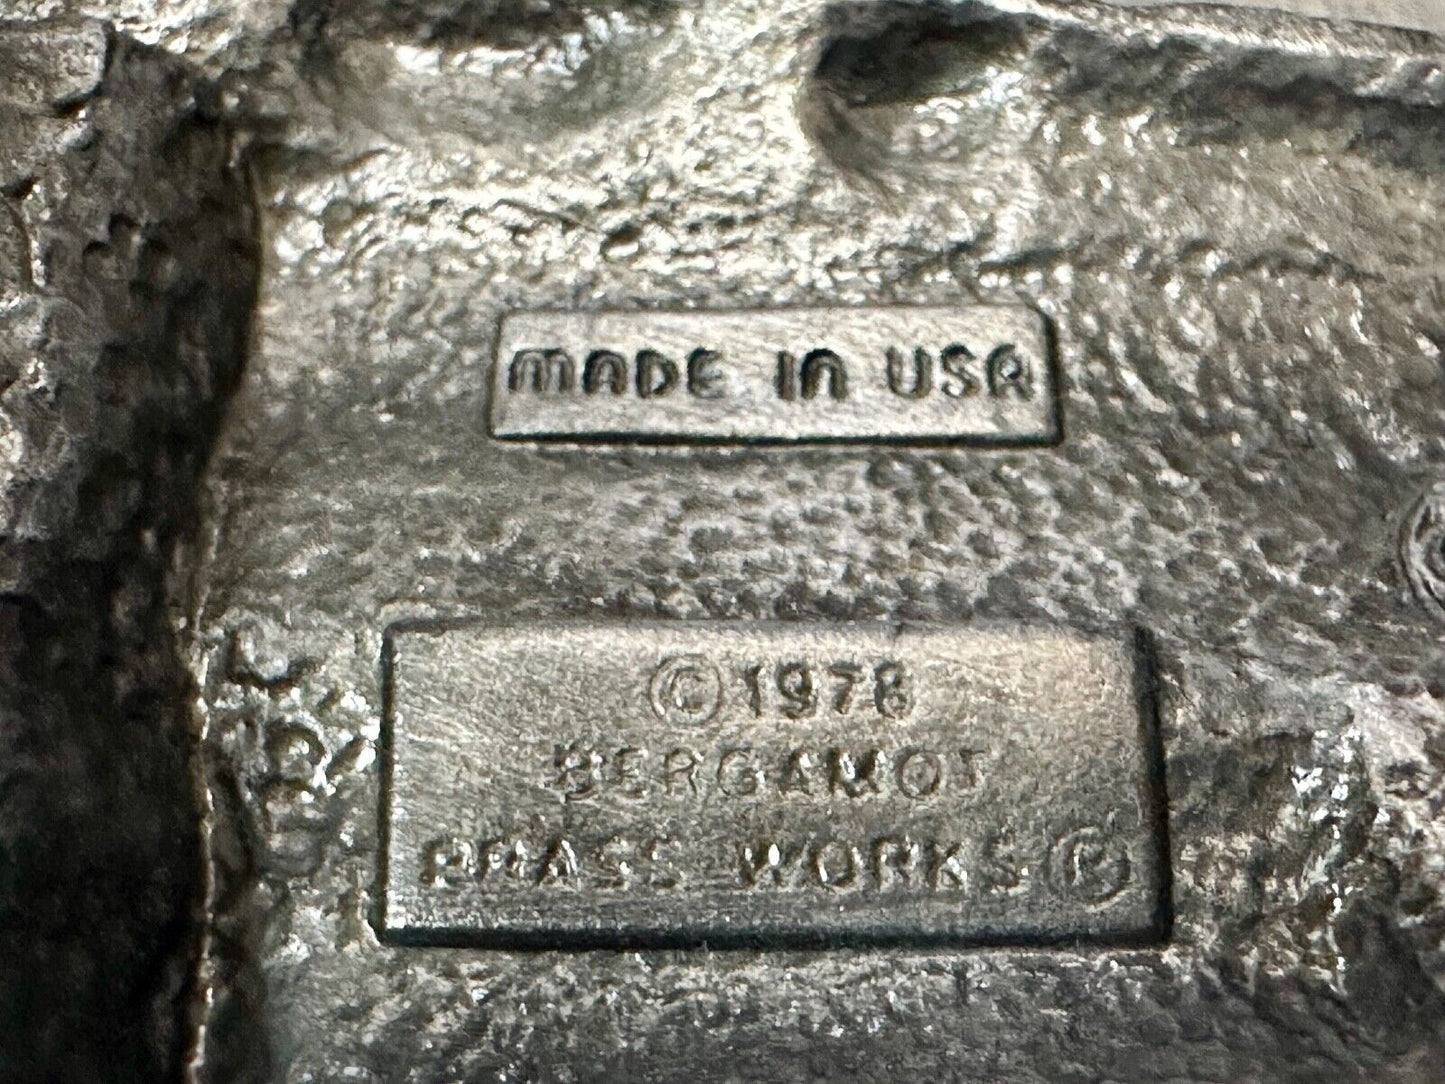 MADE IN USA
©1978
BERGAMOT
BRASS WORKS®